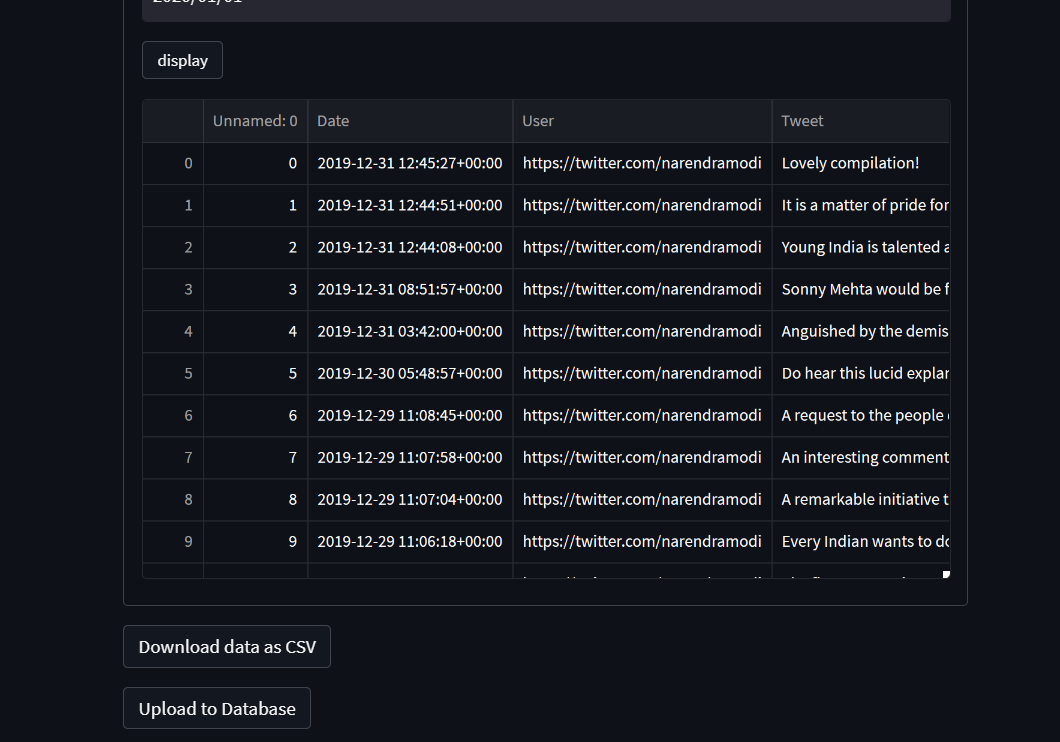 display
Unnamed: 0 Date User Tweet
0 0 2019-12-31 12:45:27+00:00 https://twitter.com/narendramodi Lovely compilation!
1 1 2019-12-31 12:44:51+00:00 https://twitter.com/narendramodi It is a matter of pride for
2 2 2019-12-31 12:44:08+00:00 https://twitter.com/narendramodi Young India is talented
3 3 2019-12-31 08:51:57+00:00 https://twitter.com/narendramodi Sonny Mehta would be
4 4 2019-12-31 03:42:00+00:00 https://twitter.com/narendramodi Anguished by the demis
5 5 2019-12-30 05:48:57+00:00 https://twitter.com/narendramodi Do hear this lucid explan
6 6 2019-12-29 11:08:45+00:00 https://twitter.com/narendramodi A request to the people
7 7 2019-12-29 11:07:58+00:00 https://twitter.com/narendramodi An interesting comment
8 8 2019-12-29 11:07:04+00:00 https://twitter.com/narendramodi A remarkable initiative t
9 9 2019-12-29 11:06:18+00:00 https://twitter.com/narendramodi Every Indian wants to do
Download data as CSV
Upload to Database